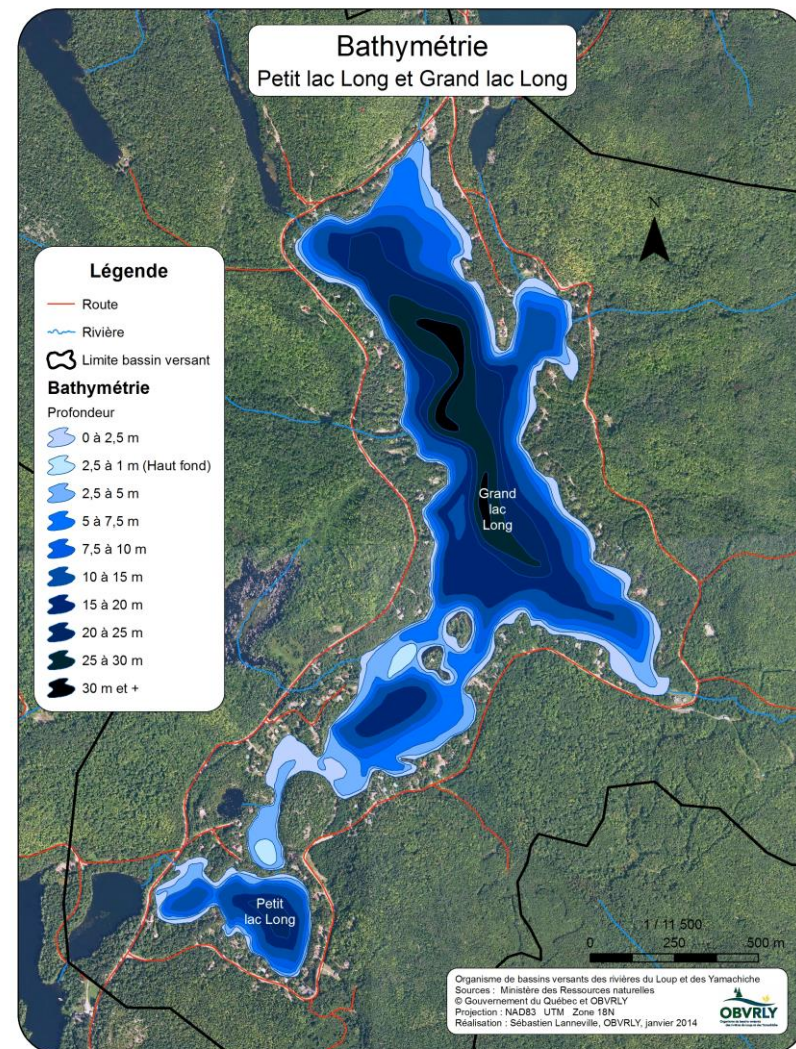 Bathymétrie
Petit lac Long et Grand lac Long
N
Légende
Route
Rivière
Limite bassin versant
Bathymétrie
Profondeur
0 à 2,5 m
2,5 à 1 m (Haut fond)
2,5 à 5 m
5 à 7,5 m
7,5 à 10 m
10 à 15 m
15 à 20 m
20 à 25 m
25 à 30 m
30 m et +
Grand
lac
Long
Petit
lac Long
1 / 11 500
0 250 500 m
Organisme de bassins versants des rivières du Loup et des Yamachiche
Sources : Ministère des Ressources naturelles
© Gouvernement du Québec et OBVRLY
Projection : NAD83 UTM Zone 18N
Réalisation : Sébastien Lanneville, OBVRLY, janvier 2014
OBVRLY